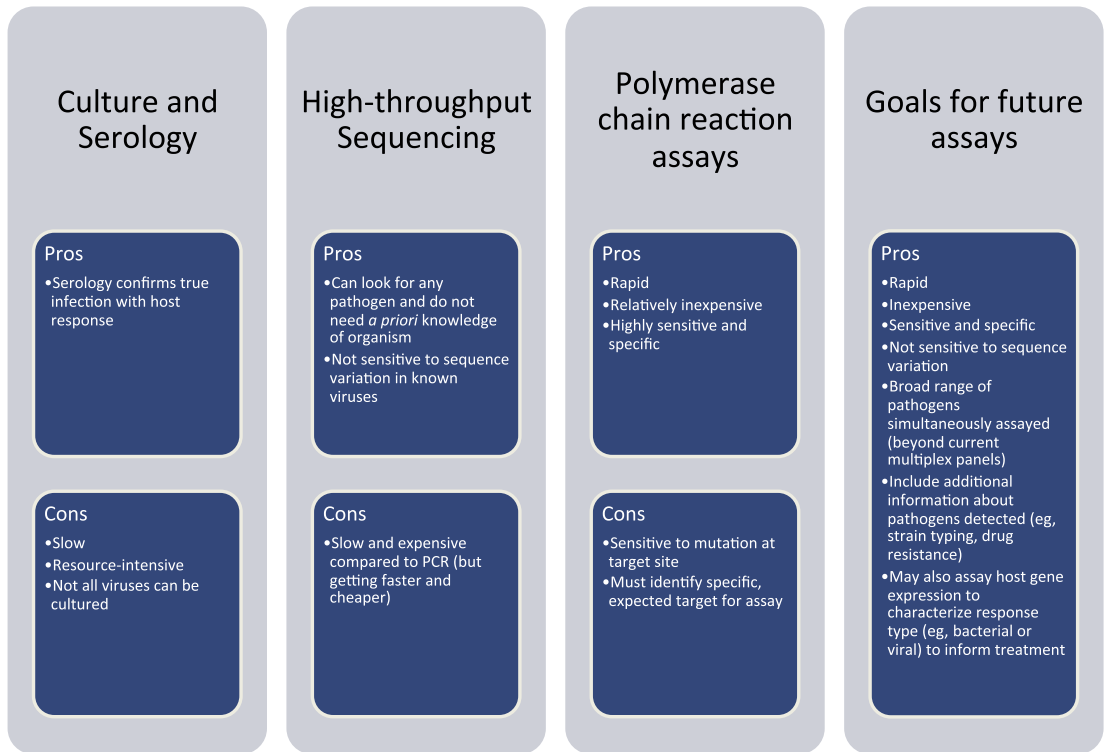 Culture and
Serology
Pros
•Serology confirms true
infection with host
response
Cons
•Slow
•Resource-intensive
•Not all viruses can be
cultured
High-throughput
Sequencing
Pros
•Can look for any
pathogen and do not
need a priori knowledge
of organism
•Not sensitive to sequence
variation in known
viruses
Cons
•Slow and expensive
compared to PCR (but
getting faster and
cheaper)
Polymerase
chain reaction
assays
Pros
•Rapid
•Relatively inexpensive
•Highly sensitive and
specific
Cons
•Sensitive to mutation at
target site
•Must identify specific,
expected target for assay
Goals for future
assays
Pros
•Rapid
•Inexpensive
•Sensitive and specific
•Not sensitive to sequence
variation
•Broad range of
pathogens
simultaneously assayed
(beyond current
multiplex panels)
•Include additional
information about
pathogens detected (eg,
strain typing, drug
resistance)
•May also assay host gene
expression to
characterize response
type (eg, bacterial or
viral) to inform treatment